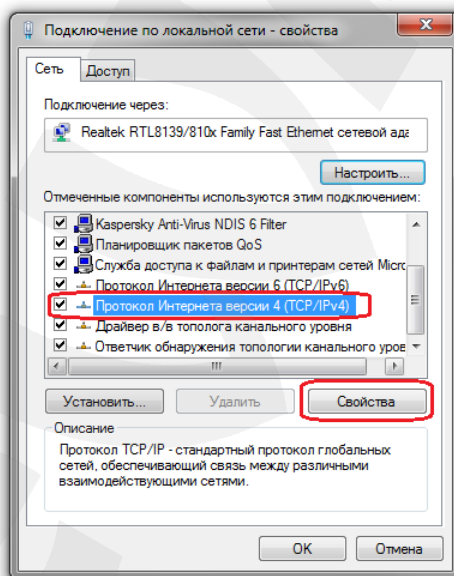 Подключение по локальной сети - свойства
Сеть Доступ
Подключение через:
Realtek RTL8139/810x Family Fast Ethernet сетевой ада
Настроить...
Отмеченные компоненты используются этим подключением:
Kaspersky Anti-Virus NDIS 6 Filter
Планировщик пакетов QoS
Служба доступа к файлам и принтерам сетей Micrc
Протокол Интернета версии 6 (TCP/IPv6)
Протокол Интернета версии 4 (TCP/IPv4)
Драйвер в/в тополога канального уровня
Ответчик обнаружения топологии канального уров
Установить... Удалить Свойства
Описание
Протокол TCP/IP - стандартный протокол глобальных
сетей, обеспечивающий связь между различными
взаимодействующими сетями.
OK Отмена